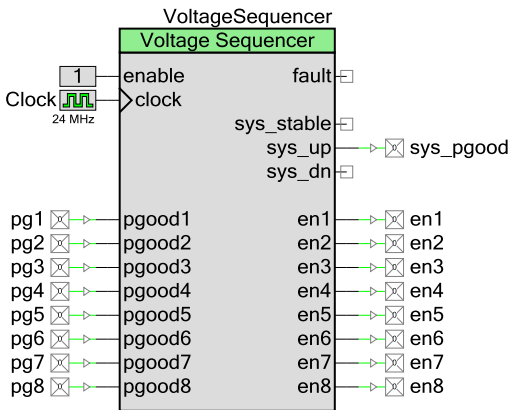 VoltageSequencer
Voltage Sequencer
1 enable fault
Clock clock
24 MHz
sys_stable
sys_up sys_pgood
sys_dn
pg1 pgood1 en1 en1
pg2 pgood2 en2 en2
pg3 pgood3 en3 en3
pg4 pgood4 en4 en4
pg5 pgood5 en5 en5
pg6 pgood6 en6 en6
pg7 pgood7 en7 en7
pg8 pgood8 en8 en8